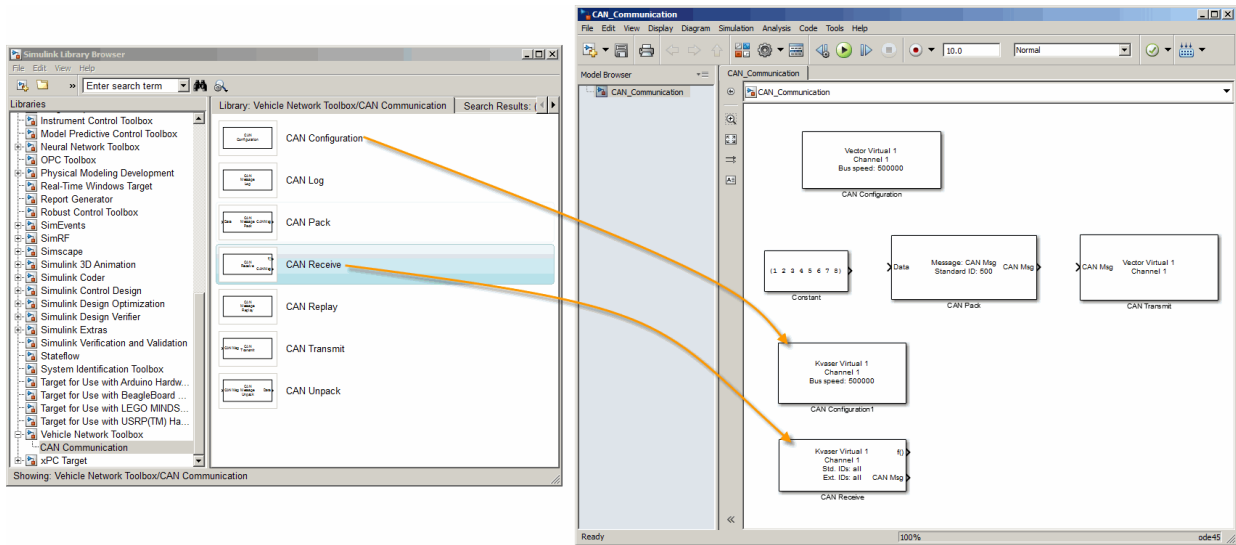 Simulink Library Browser
File Edit View Help
» Enter search term
Libraries
Instrument Control Toolbox
Model Predictive Control Toolbox
Neural Network Toolbox
OPC Toolbox
Physical Modeling Development
Real-Time Windows Target
Report Generator
Robust Control Toolbox
SimEvents
SimRF
Simscape
Simulink 3D Animation
Simulink Coder
Simulink Control Design
Simulink Design Optimization
Simulink Design Verifier
Simulink Extras
Simulink Verification and Validation
Stateflow
System Identification Toolbox
Target for Use with Arduino Hardw...
Target for Use with BeagleBoard ...
Target for Use with LEGO MINDS...
Target for Use with USRP(TM) Ha...
Vehicle Network Toolbox
CAN Communication
xPC Target
Library: Vehicle Network Toolbox/CAN Communication
Search Results: (
CAN Configuration
CAN Log
CAN Pack
CAN Receive
CAN Replay
CAN Transmit
CAN Unpack
Showing: Vehicle Network Toolbox/CAN Communication
CAN_Communication
File Edit View Display Diagram Simulation Analysis Code Tools Help
10.0
Normal
Model Browser
CAN_Communication
CAN_Communication
CAN_Communication
Vector Virtual 1
Channel 1
Bus speed: 500000
CAN Configuration
(1 2 3 4 5 6 7 8)
Constant
Data
Message: CAN Msg
Standard ID: 500
CAN Msg
CAN Pack
CAN Msg
Vector Virtual 1
Channel 1
CAN Transmit
Kvaser Virtual 1
Channel 1
Bus speed: 500000
CAN Configuration1
Kvaser Virtual 1
Channel 1
Std. IDs: all
Ext. IDs: all
f()
CAN Msg
CAN Receive
Ready
100%
ode45